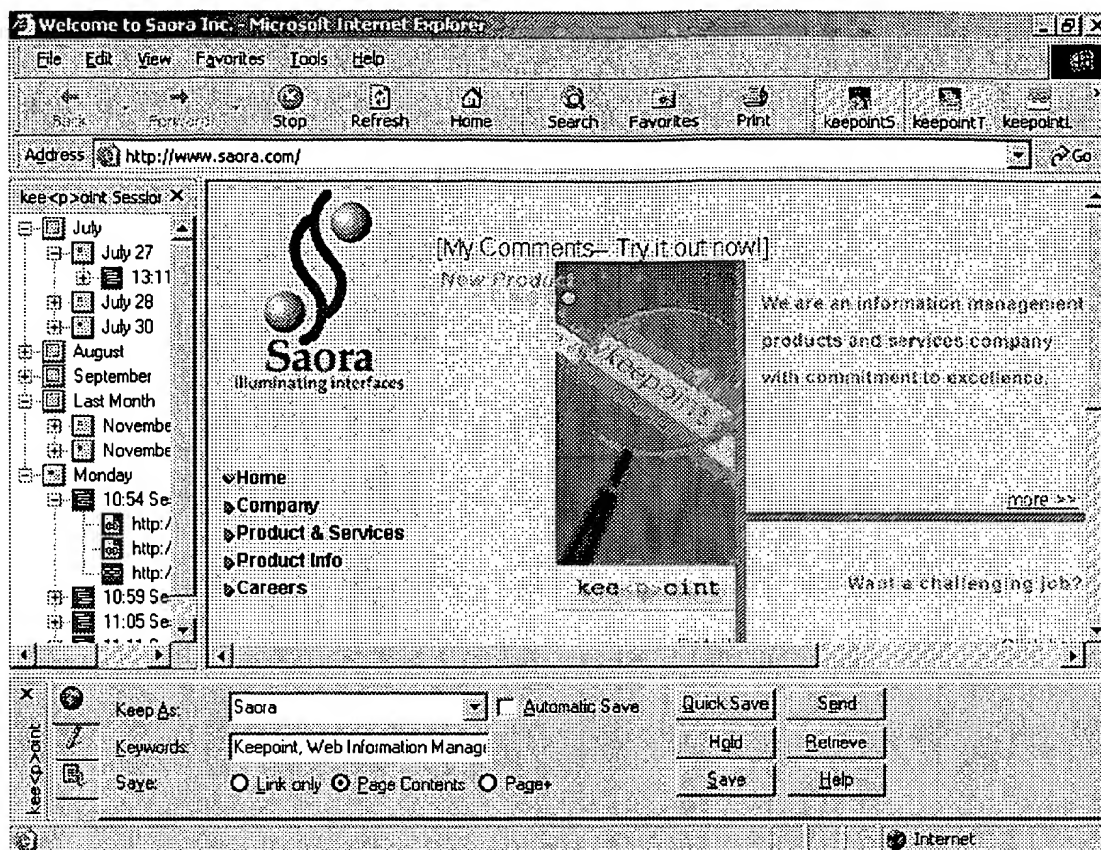 Welcome to Saora Inc. - Microsoft Internet Explorer
File Edit View Favorites Tools Help
Back Forward Stop Refresh Home Search Favorites Print keepointS keepointT keepointL
Address http://www.saora.com/ Go
kee<p>oint Session
July
July 27
13:11
July 28
July 30
August
September
Last Month
Novembe
Novembe
Monday
10:54 Se
http:/
http:/
http:/
10:59 Se
11:05 Se
Saora
illuminating interfaces
Home
Company
Product & Services
Product Info
Careers
[My Comments– Try it out now!]
New Produc
keepoint
kee<p>oint
We are an information management
products and services company
with commitment to excellence.
more >>
Want a challenging job?
kee<p>oint
Keep As: Saora Automatic Save Quick Save Send
Keywords: Keepoint, Web Information Manag Hold Retrieve
Save: Link only Page Contents Page+ Save Help
Internet